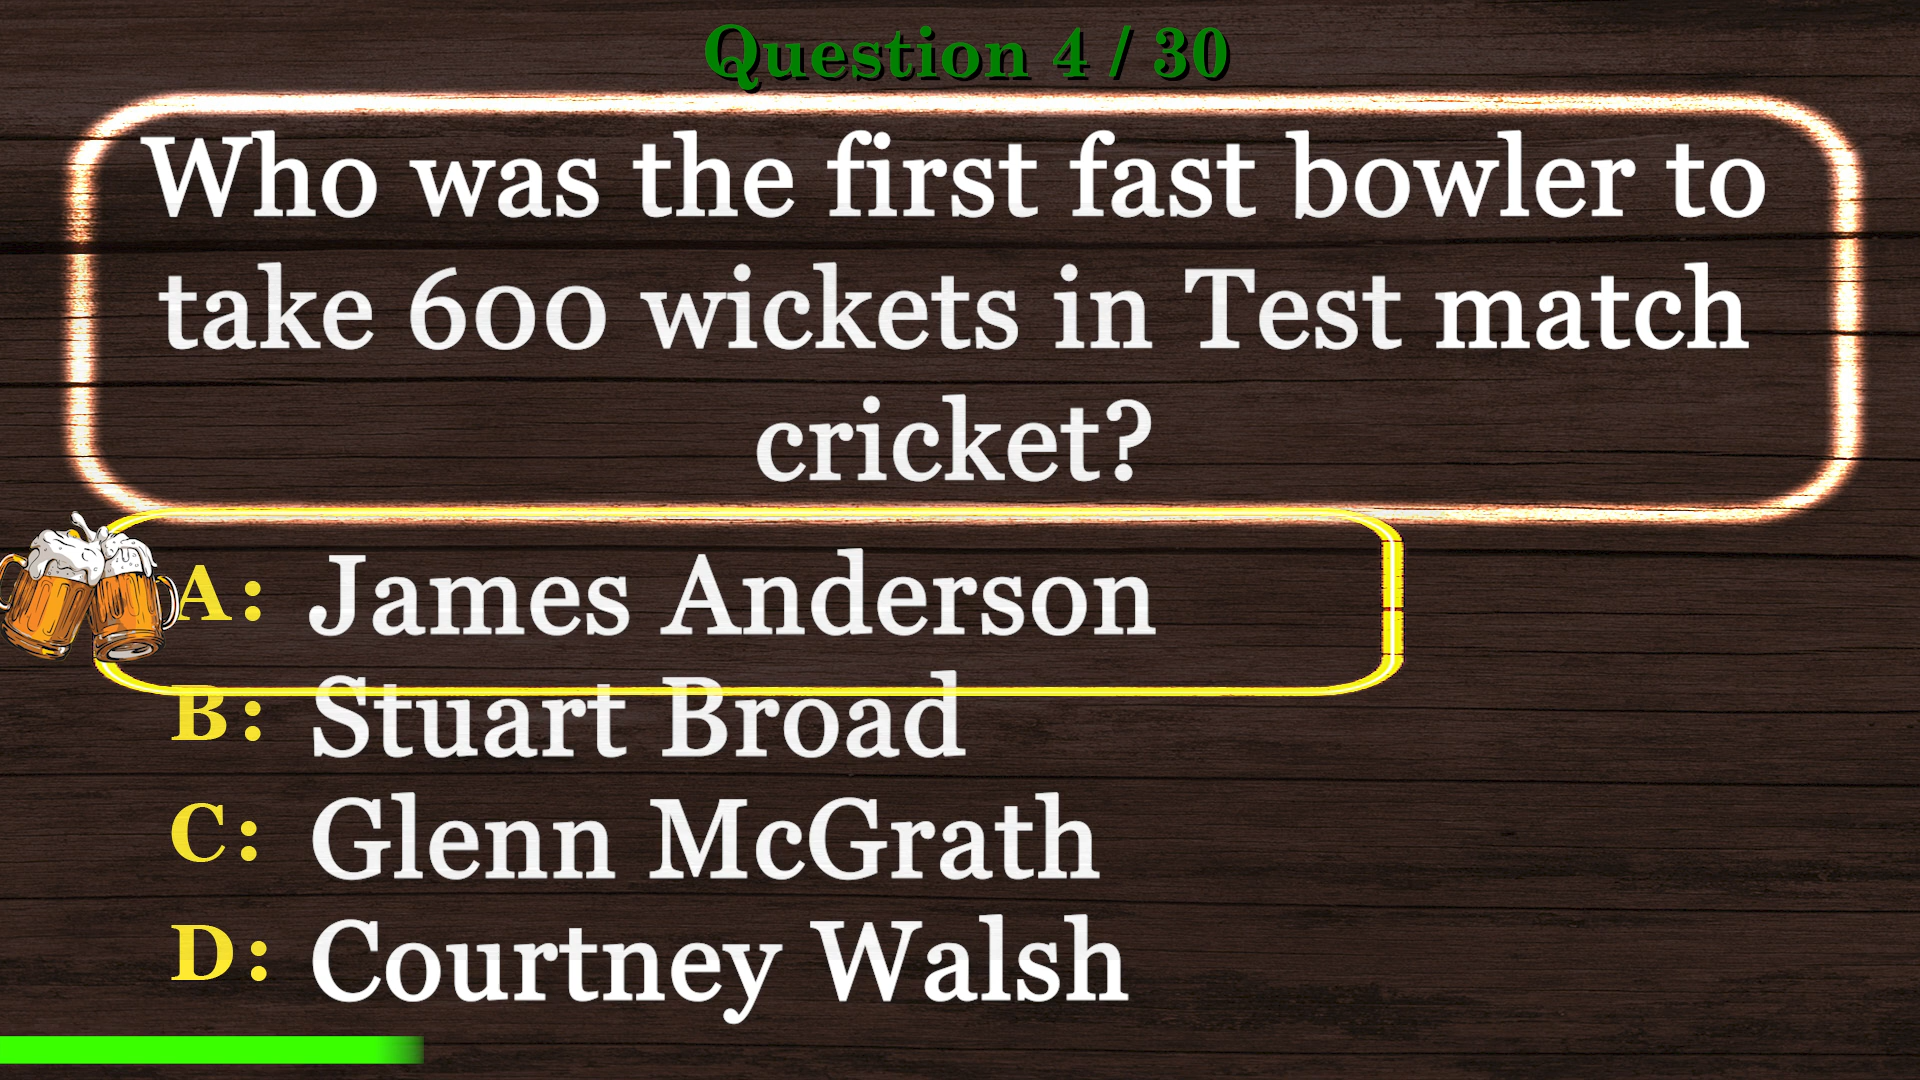 Question 4 / 30
Who was the first fast bowler to
take 600 wickets in Test match
cricket?
A: James Anderson
B: Stuart Broad
C: Glenn McGrath
D: Courtney Walsh